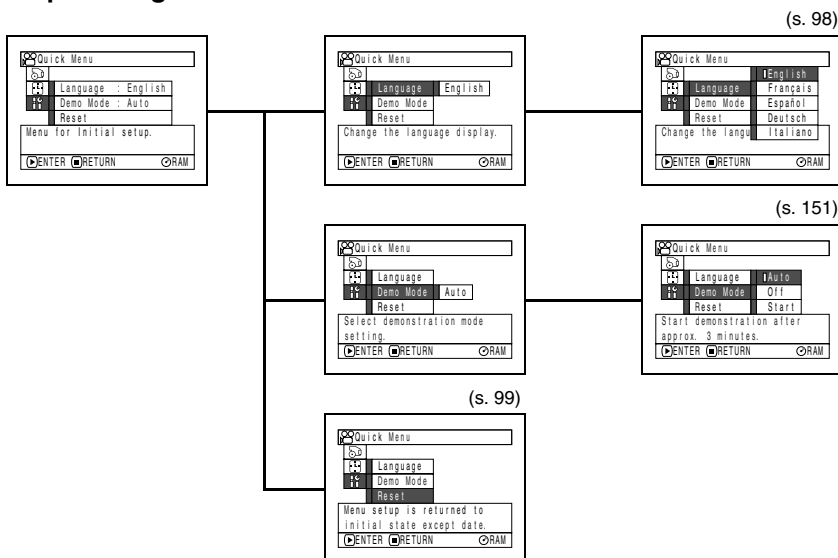 (s. 98)
Quick Menu
Language : English
Demo Mode : Auto
Reset
Menu for Initial setup.
ENTER RETURN RAM
Quick Menu
Language English
Demo Mode
Reset
Change the language display.
ENTER RETURN RAM
Quick Menu
English
Language Français
Demo Mode Español
Reset Deutsch
Change the langu Italiano
ENTER RETURN RAM
(s. 151)
Quick Menu
Language
Demo Mode Auto
Reset
Select demonstration mode
setting.
ENTER RETURN RAM
Quick Menu
Language Auto
Demo Mode Off
Reset Start
Start demonstration after
approx. 3 minutes.
ENTER RETURN RAM
(s. 99)
Quick Menu
Language
Demo Mode
Reset
Menu setup is returned to
initial state except date.
ENTER RETURN RAM